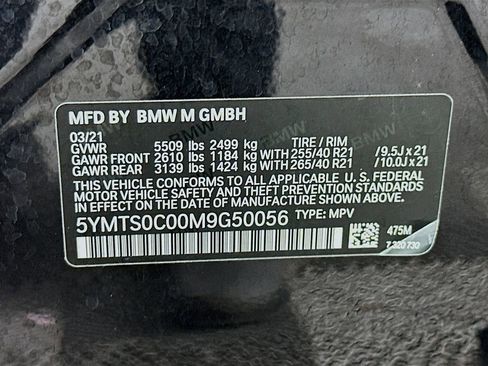 MFD BY BMW M GMBH
03/21
GVWR 5509 lbs 2499 kg TIRE / RIM
GAWR FRONT 2610 lbs 1184 kg WITH 255/40 R21 / 9.5J x 21
GAWR REAR 3139 lbs 1424 kg WITH 265/40 R21 / 10.0J x 21
THIS VEHICLE CONFORMS TO ALL APPLICABLE U. S. FEDERAL
MOTOR VEHICLE SAFETY AND THEFT PREVENTION STANDARDS
IN EFFECT ON THE DATE OF MANUFACTURE SHOWN ABOVE.
5YMTS0C00M9G50056 TYPE: MPV
475M
7 320 730